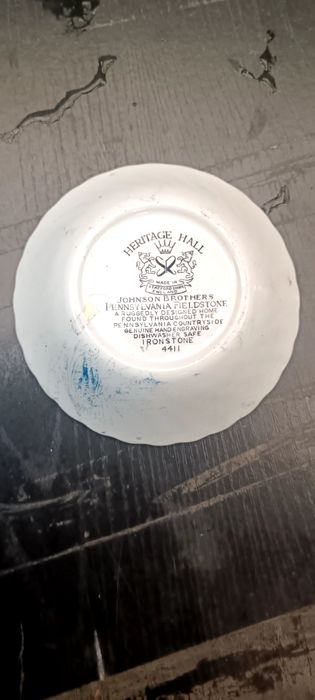 HERITAGE HALL
MADE IN
STAFFORDSHIRE
ENGLAND
JOHNSON BROTHERS
PENNSYLVANIA FIELDSTONE
A RUGGEDLY DESIGNED HOME
FOUND THROUGHOUT THE
PENNSYLVANIA COUNTRYSIDE
GENUINE HAND ENGRAVING
DISHWASHER SAFE
IRONSTONE
4411